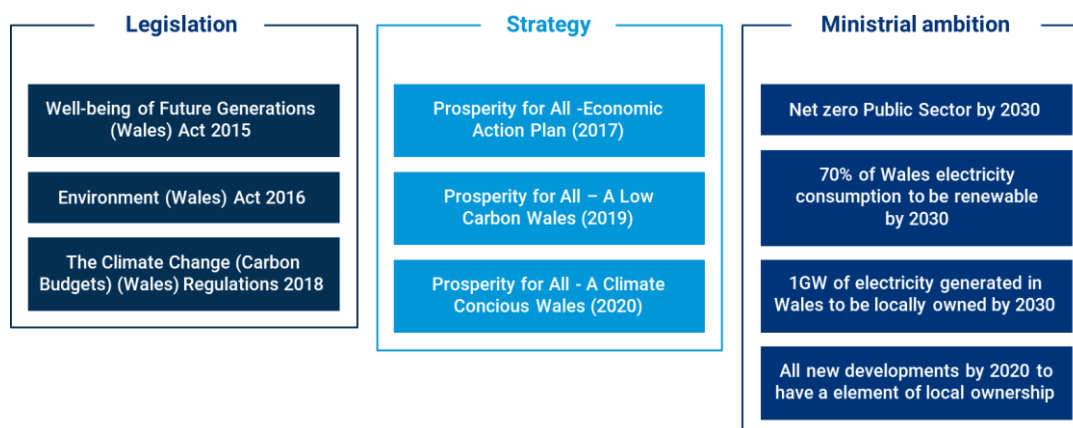 Legislation
Well-being of Future Generations
(Wales) Act 2015
Environment (Wales) Act 2016
The Climate Change (Carbon
Budgets) (Wales) Regulations 2018
Strategy
Prosperity for All -Economic
Action Plan (2017)
Prosperity for All – A Low
Carbon Wales (2019)
Prosperity for All - A Climate
Concious Wales (2020)
Ministrial ambition
Net zero Public Sector by 2030
70% of Wales electricity
consumption to be renewable
by 2030
1GW of electricity generated in
Wales to be locally owned by 2030
All new developments by 2020 to
have a element of local ownership